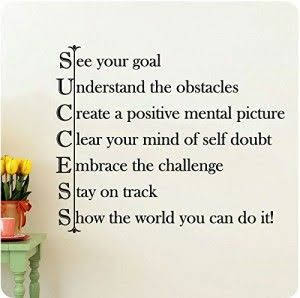 See your goal
Understand the obstacles
Create a positive mental picture
Clear your mind of self doubt
Embrace the challenge
Stay on track
Show the world you can do it!